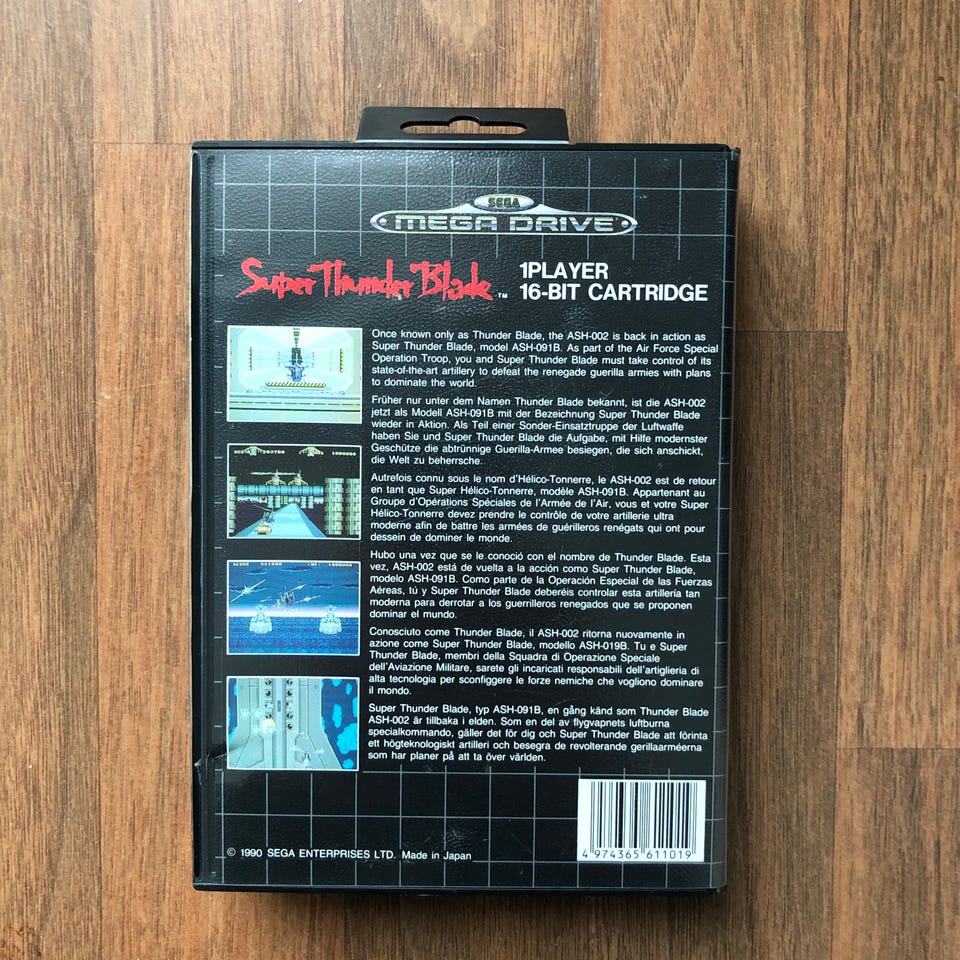 SEGA
MEGA DRIVE
Super Thunder Blade™
1PLAYER
16-BIT CARTRIDGE
Once known only as Thunder Blade, the ASH-002 is back in action as
Super Thunder Blade, model ASH-091B. As part of the Air Force Special
Operation Troop, you and Super Thunder Blade must take control of its
state-of-the-art artillery to defeat the renegade guerilla armies with plans
to dominate the world.
Früher nur unter dem Namen Thunder Blade bekannt, ist die ASH-002
jetzt als Modell ASH-091B mit der Bezeichnung Super Thunder Blade
wieder in Aktion. Als Teil einer Sonder-Einsatztruppe der Luftwaffe
haben Sie und Super Thunder Blade die Aufgabe, mit Hilfe modernster
Geschütze die abtrünnige Guerilla-Armee besiegen, die sich anschickt,
die Welt zu beherrsche.
Autrefois connu sous le nom d'Hélico-Tonnerre, le ASH-002 est de retour
en tant que Super Hélico-Tonnerre, modèle ASH-091B. Appartenant au
Groupe d'Opérations Spéciales de l'Armée de l'Air, vous et votre Super
Hélico-Tonnerre devez prendre le contrôle de votre artillerie ultra
moderne afin de battre les armées de guérilleros renégats qui ont pour
dessein de dominer le monde.
Hubo una vez que se le conoció con el nombre de Thunder Blade. Esta
vez, ASH-002 está de vuelta a la acción como Super Thunder Blade,
modelo ASH-091B. Como parte de la Operación Especial de las Fuerzas
Aéreas, tú y Super Thunder Blade deberéis controlar esta artillería tan
moderna para derrotar a los guerrilleros renegados que se proponen
dominar el mundo.
Conosciuto come Thunder Blade, il ASH-002 ritorna nuovamente in
azione come Super Thunder Blade, modello ASH-019B. Tu e Super
Thunder Blade, membri della Squadra di Operazione Speciale
dell'Aviazione Militare, sarete gli incaricati responsabili dell'artiglieria di
alta tecnologia per sconfiggere le forze nemiche che vogliono dominare
il mondo.
Super Thunder Blade, typ ASH-091B, en gång känd som Thunder Blade
ASH-002 är tillbaka i elden. Som en del av flygvapnets luftburna
specialkommando, gäller det för dig och Super Thunder Blade att förinta
ett högteknologiskt artilleri och besegra de revolterande gerillaarméerna
som har planer på att ta över världen.
© 1990 SEGA ENTERPRISES LTD. Made in Japan
4 974365 611019